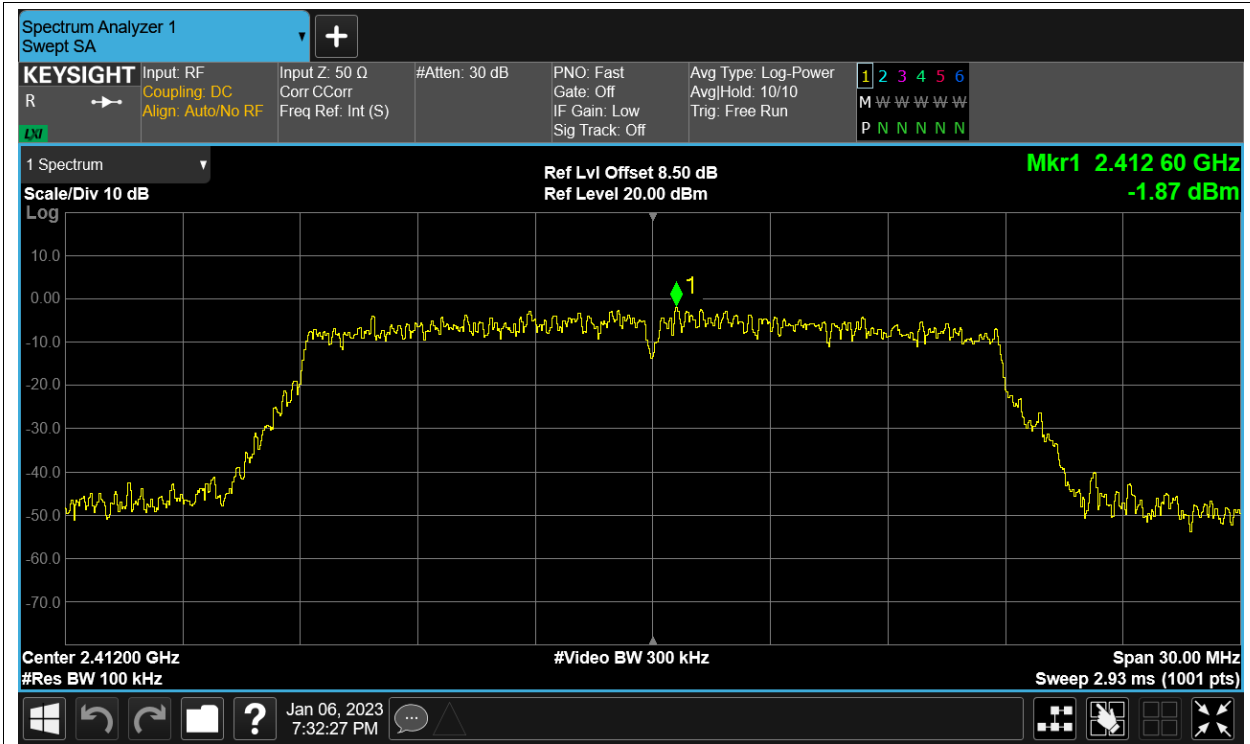 Spectrum Analyzer 1
Swept SA
+
KEYSIGHT
R
LXI
Input: RF
Coupling: DC
Align: Auto/No RF
Input Z: 50 Ω
Corr CCorr
Freq Ref: Int (S)
#Atten: 30 dB
PNO: Fast
Gate: Off
IF Gain: Low
Sig Track: Off
Avg Type: Log-Power
Avg|Hold: 10/10
Trig: Free Run
1 2 3 4 5 6
M W W W W W W
P N N N N N
1 Spectrum
Scale/Div 10 dB
Log
Ref Lvl Offset 8.50 dB
Ref Level 20.00 dBm
Mkr1 2.412 60 GHz
-1.87 dBm
10.0
0.00
-10.0
-20.0
-30.0
-40.0
-50.0
-60.0
-70.0
1
Center 2.41200 GHz
#Res BW 100 kHz
#Video BW 300 kHz
Span 30.00 MHz
Sweep 2.93 ms (1001 pts)
?
Jan 06, 2023
7:32:27 PM